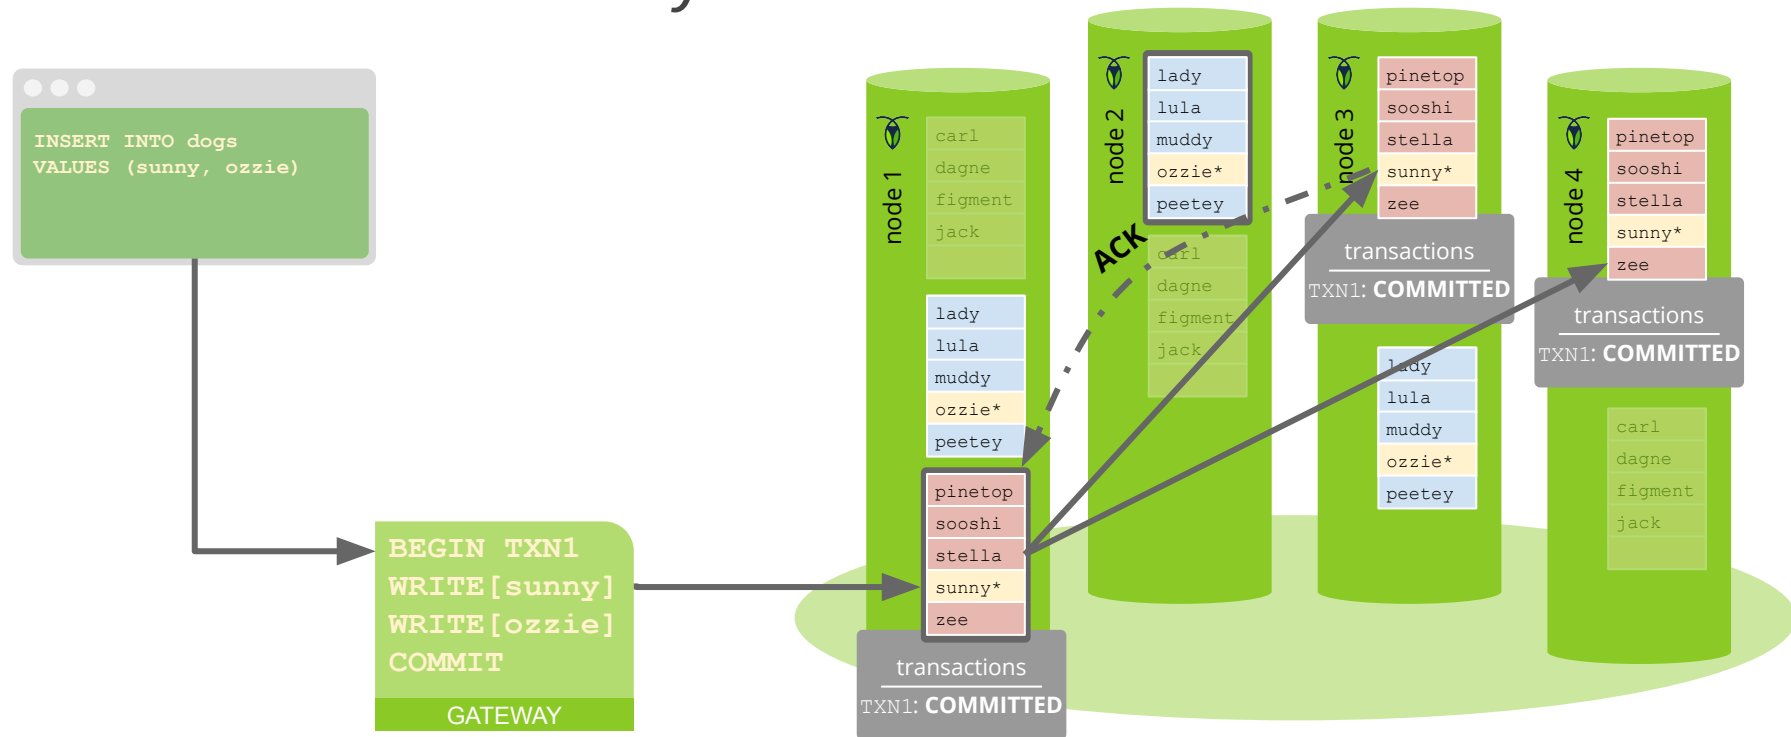 INSERT INTO dogs
VALUES (sunny, ozzie)
BEGIN TXN1
WRITE[sunny]
WRITE[ozzie]
COMMIT
GATEWAY
node 1
carl
dagne
figment
jack
lady
lula
muddy
ozzie*
peetey
pinetop
sooshi
stella
sunny*
zee
transactions
TXN1: COMMITTED
ACK
node 2
lady
lula
muddy
ozzie*
peetey
carl
dagne
figment
jack
node 3
pinetop
sooshi
stella
sunny*
zee
transactions
TXN1: COMMITTED
lady
lula
muddy
ozzie*
peetey
node 4
pinetop
sooshi
stella
sunny*
zee
transactions
TXN1: COMMITTED
carl
dagne
figment
jack